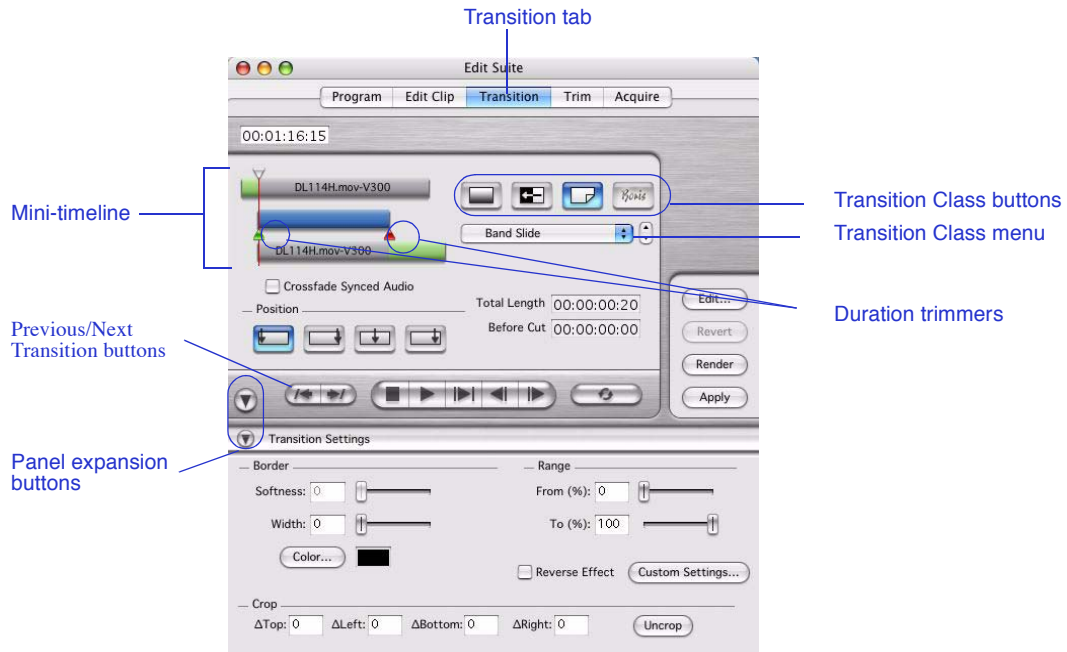 Transition tab
Edit Suite
Program Edit Clip Transition Trim Acquire
00:01:16:15
DL114H.mov-V300
Boris
Mini-timeline
Transition Class buttons
Band Slide
Transition Class menu
DL114H.mov-V300
Crossfade Synced Audio
Total Length 00:00:00:20
Edit...
Duration trimmers
Position
Before Cut 00:00:00:00
Revert
Previous/Next
Transition buttons
Render
Apply
Transition Settings
Panel expansion
buttons
Border
Range
Softness: 0
From (%): 0
Width: 0
To (%): 100
Color...
Reverse Effect
Custom Settings...
Crop
ΔTop: 0 ΔLeft: 0 ΔBottom: 0 ΔRight: 0 Uncrop